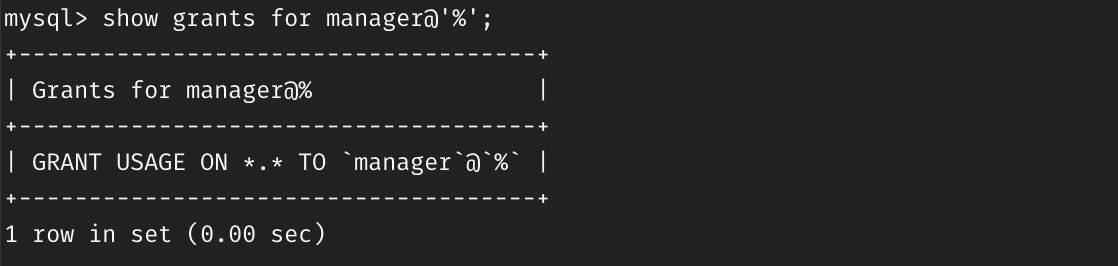 mysql> show grants for manager@'%';
+-------------------------------------+
| Grants for manager@%                |
+-------------------------------------+
| GRANT USAGE ON *.* TO `manager`@`%` |
+-------------------------------------+
1 row in set (0.00 sec)